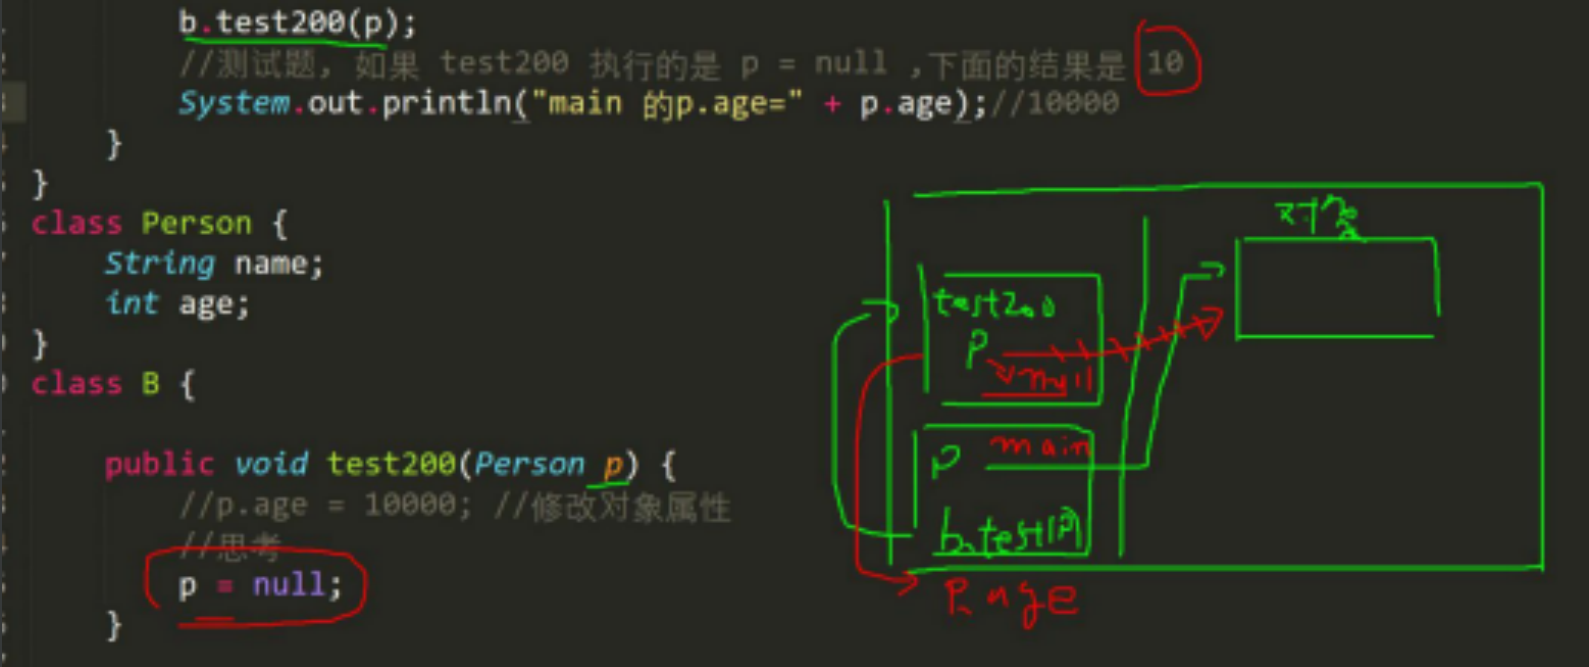 b.test200(p);
//测试题, 如果 test200 执行的是 p = null ,下面的结果是 10
System.out.println("main 的p.age=" + p.age);//10000
}
}
class Person {
String name;
int age;
}
class B {
public void test200(Person p) {
//p.age = 10000; //修改对象属性
//思考
p = null;
}
对象
test200
p
null
p main
b.test
p.age